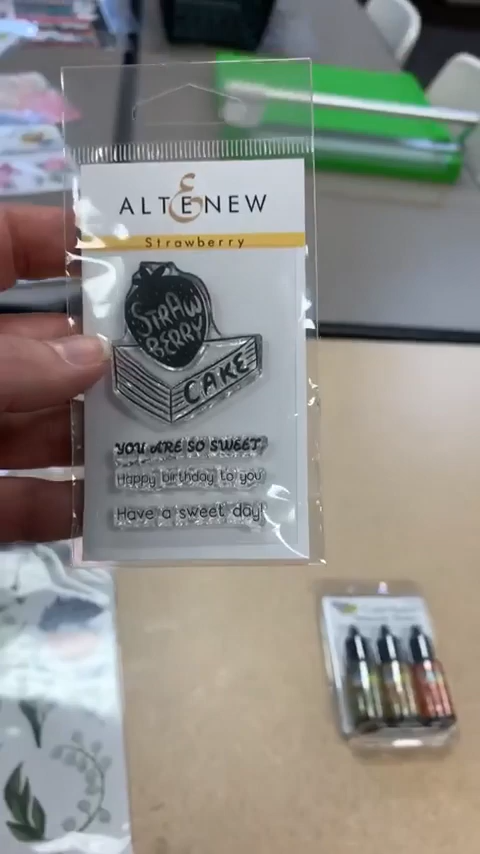 ALTENEW
Strawberry
STRAW
BERRY
CAKE
YOU ARE SO SWEET
Happy birthday to you
Have a sweet day!